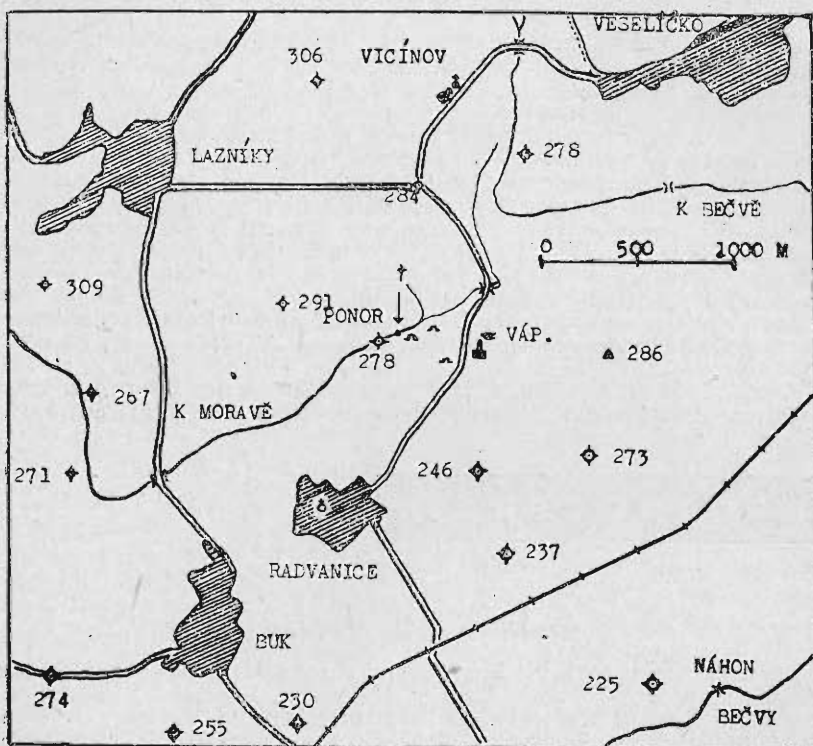 VESELÍČKO
306
VICÍNOV
LAZNÍKY
278
284
K BEČVĚ
0 500 1000 M
309
291
PONOR
278
VÁP.
286
267
K MORAVĚ
271
246
273
237
RADVANICE
BUK
274
225
NÁHON
BEČVY
230
255